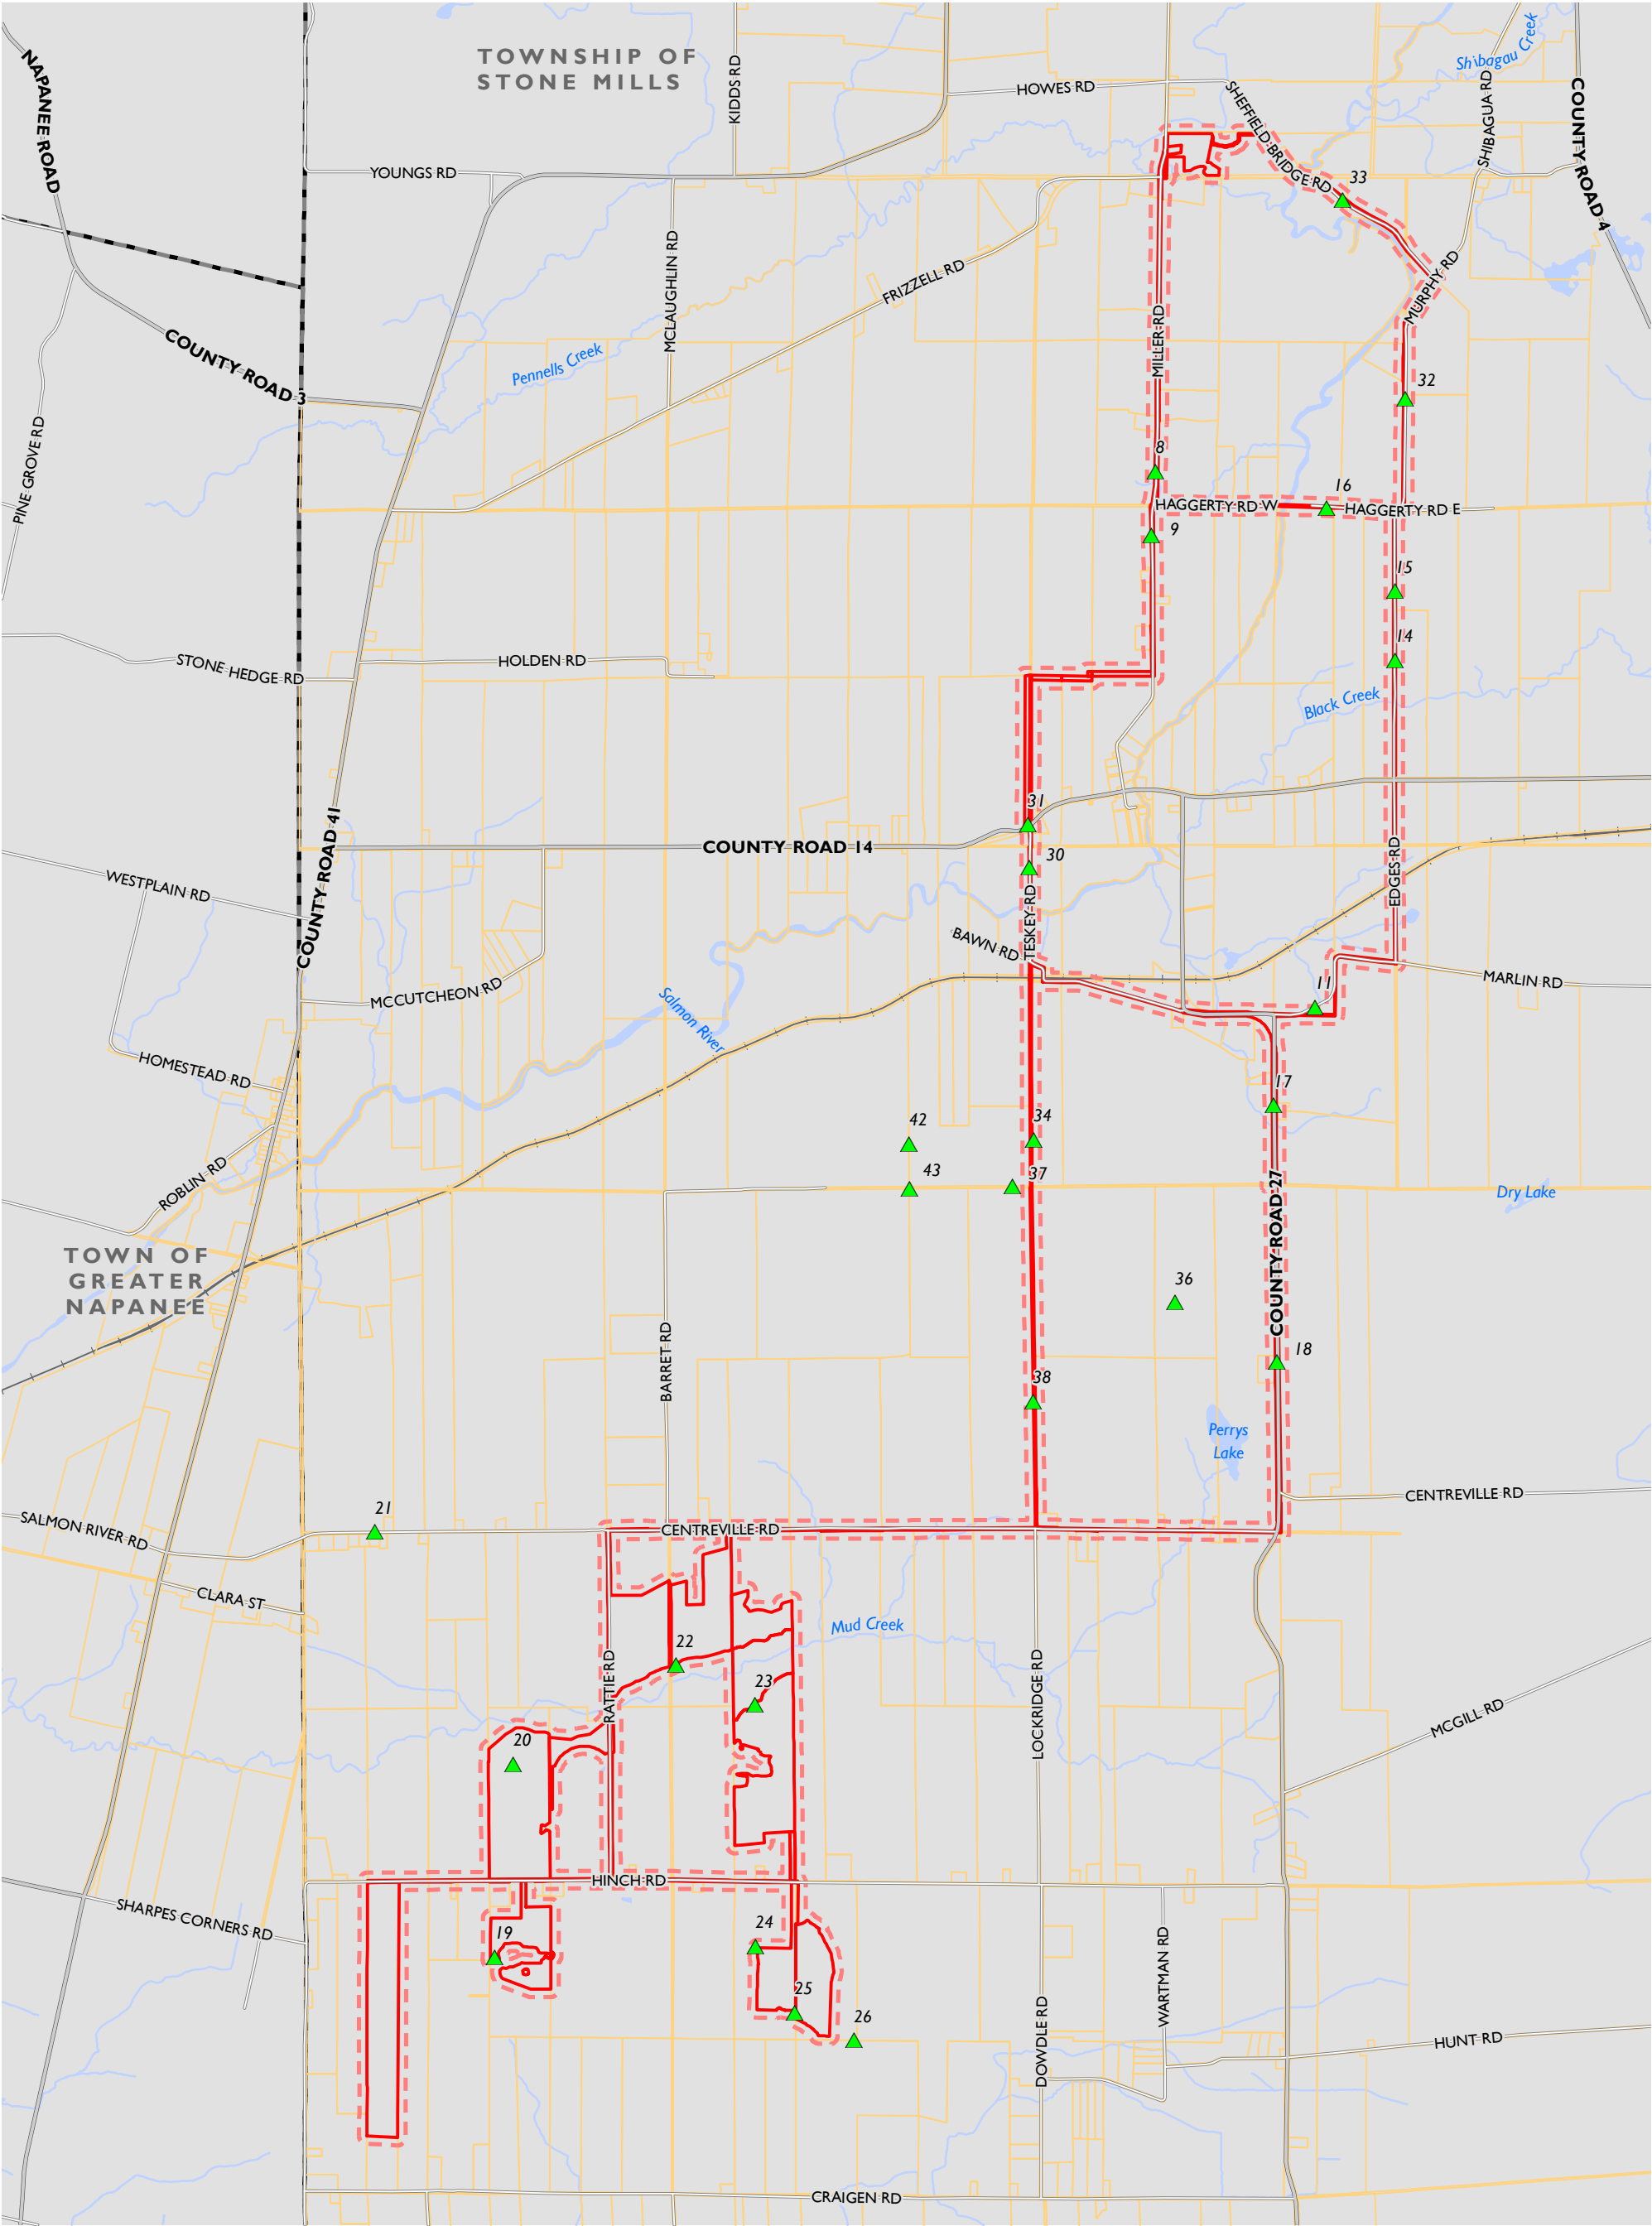 TOWNSHIP OF
STONE MILLS
NAPANEE ROAD
KIDDS RD
HOWES RD
SHEFFIELD BRIDGE RD
Shibagau Creek
SHIBAGUA RD
COUNTY ROAD 4
YOUNGS RD
33
MCLAUGHLIN RD
FRIZZELL RD
MURPHY RD
COUNTY ROAD 3
Pennells Creek
MILLER RD
32
PINE GROVE RD
8
16
HAGGERTY RD W
HAGGERTY RD E
9
15
14
STONE HEDGE RD
HOLDEN RD
Black Creek
31
COUNTY ROAD 41
COUNTY ROAD 14
30
EDGES RD
WESTPLAIN RD
TESKEY RD
BAWN RD
MARLIN RD
MCCUTCHEON RD
11
Salmon River
HOMESTEAD RD
17
42
34
ROBLIN RD
43
37
COUNTY ROAD 27
Dry Lake
TOWN OF
GREATER
NAPANEE
36
BARRET RD
18
38
Perrys
Lake
CENTREVILLE RD
21
SALMON RIVER RD
CENTREVILLE RD
CLARA ST
Mud Creek
22
RATTIE RD
23
LOCKRIDGE RD
MCGILL RD
20
HINCH RD
SHARPES CORNERS RD
19
24
WARTMAN RD
25
26
DOWDLE RD
HUNT RD
CRAIGEN RD